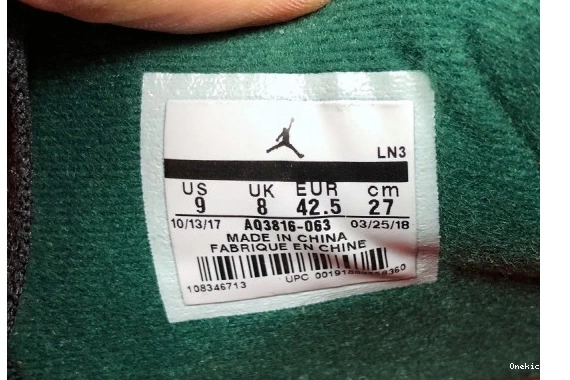 LN3
US UK EUR cm
9 8 42.5 27
10/13/17 AQ3816-063 03/25/18
MADE IN CHINA
FABRIQUE EN CHINE
108346713 UPC
Onekic